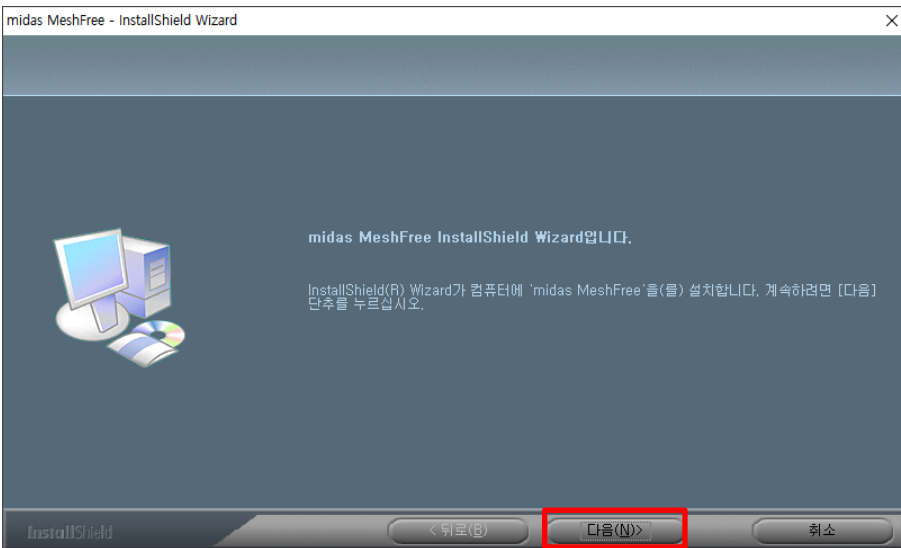 midas MeshFree - InstallShield Wizard
midas MeshFree InstallShield Wizard입니다.
InstallShield(R) Wizard가 컴퓨터에 'midas MeshFree'을(를) 설치합니다. 계속하려면 [다음]
단추를 누르십시오.
InstallShield
< 뒤로(B)
다음(N)>
취소